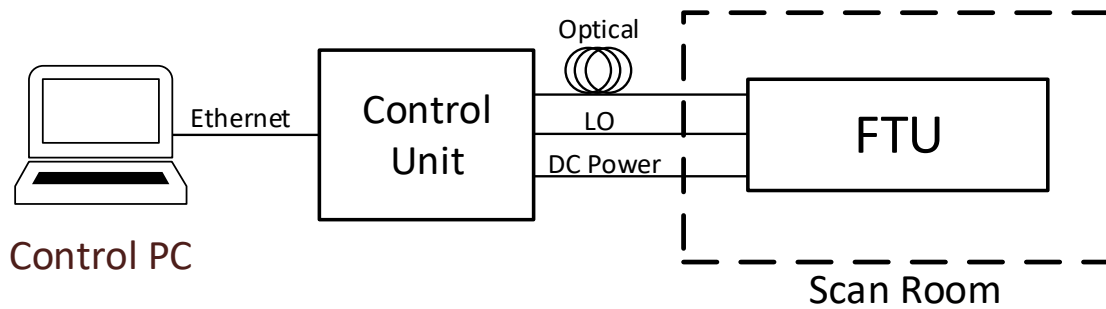 Optical
Ethernet
Control
Unit
LO
DC Power
FTU
Control PC
Scan Room